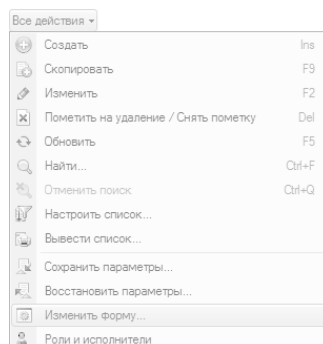 Все действия
Создать Ins
Скопировать F9
Изменить F2
Пометить на удаление / Снять пометку Del
Обновить F5
Найти... Ctrl+F
Отменить поиск Ctrl+Q
Настроить список...
Вывести список...
Сохранить параметры...
Восстановить параметры...
Изменить форму...
Роли и исполнители